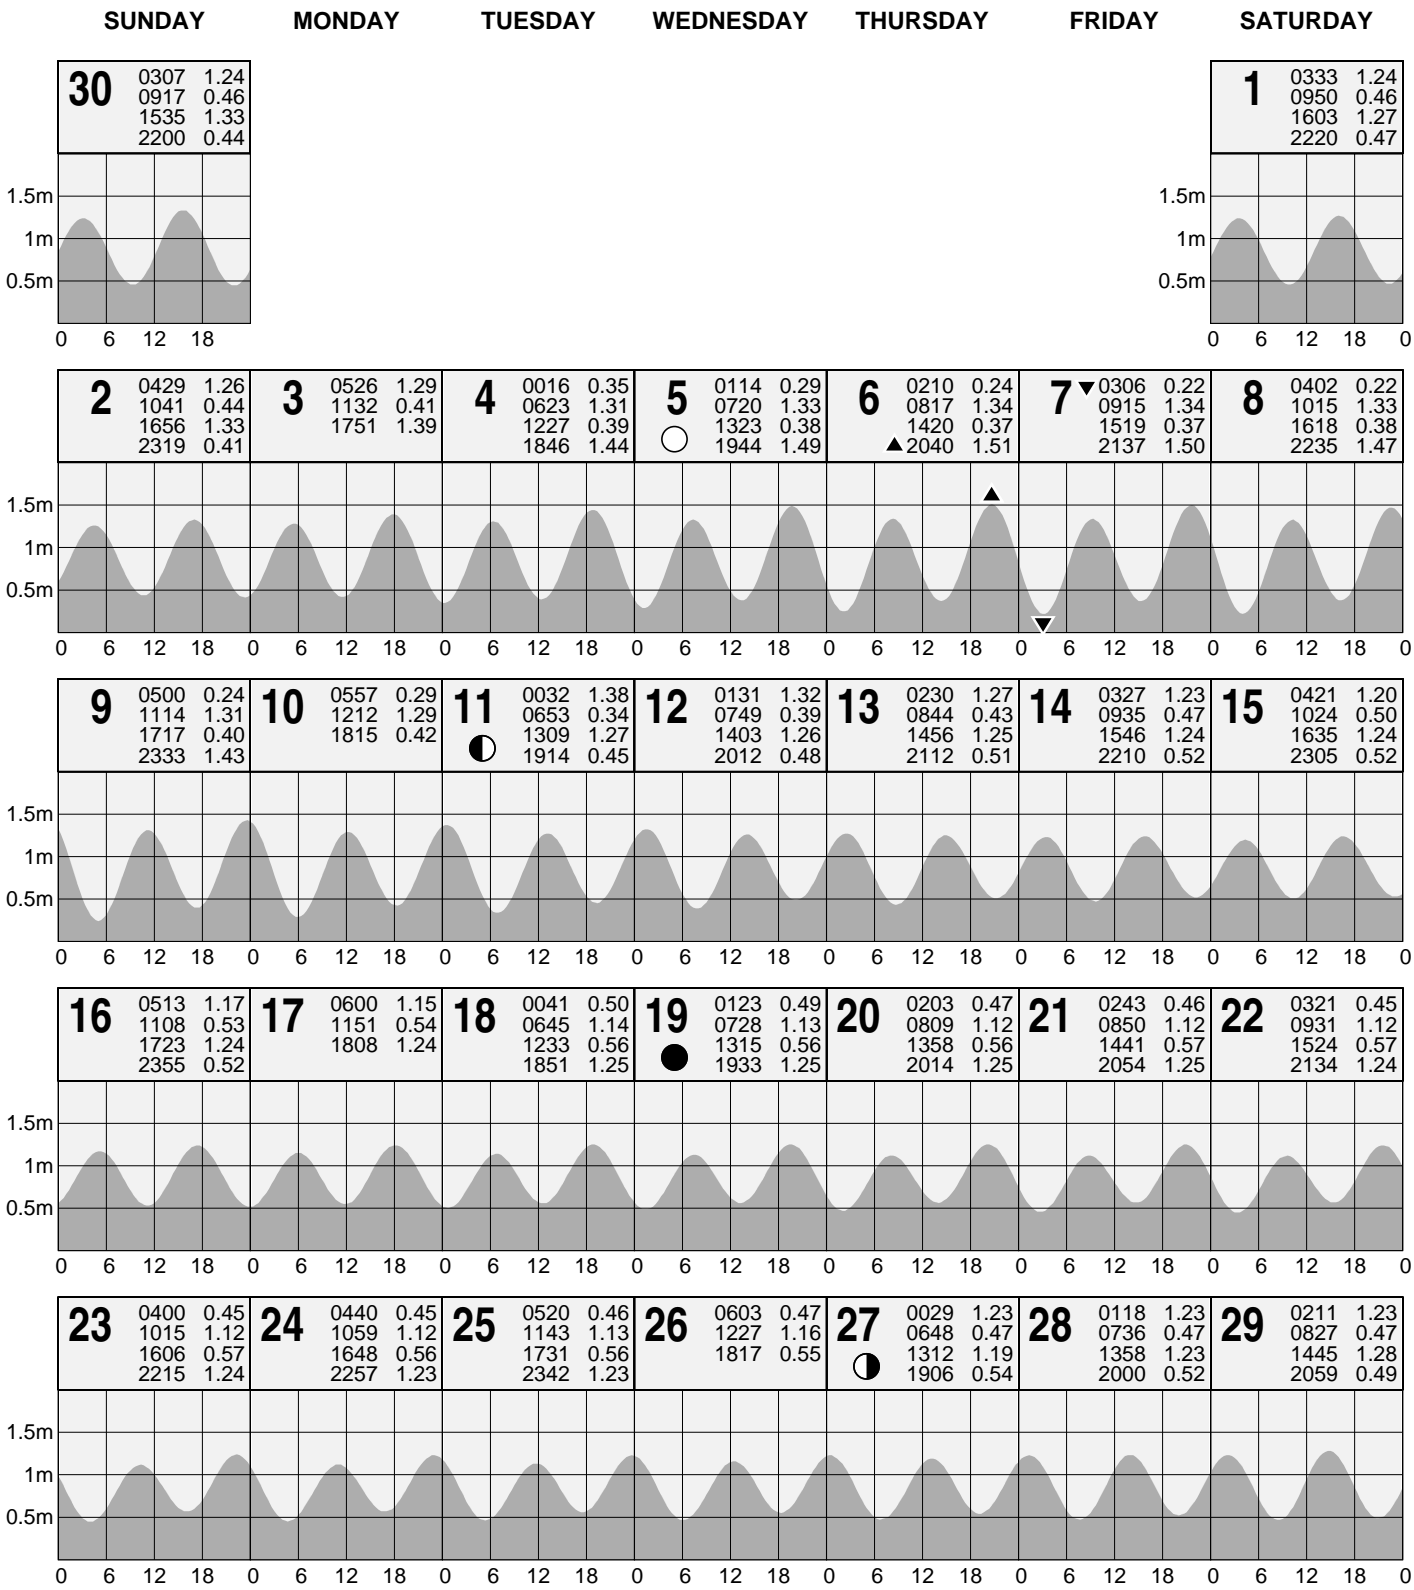 SUNDAY MONDAY TUESDAY WEDNESDAY THURSDAY FRIDAY SATURDAY
30 0307 1.24
0917 0.46
1535 1.33
2200 0.44
1 0333 1.24
0950 0.46
1603 1.27
2220 0.47
1.5m 1.5m
1m 1m
0.5m 0.5m
0 6 12 18 0 6 12 18 0
2 0429 1.26 3 0526 1.29 4 0016 0.35 5 0114 0.29 6 0210 0.24 7 0306 0.22 8 0402 0.22
1041 0.44 1132 0.41 0623 1.31 0720 1.33 0817 1.34 0915 1.34 1015 1.33
1656 1.33 1751 1.39 1227 0.39 1323 0.38 1420 0.37 1519 0.37 1618 0.38
2319 0.41 1846 1.44 1944 1.49 2040 1.51 2137 1.50 2235 1.47
1.5m
1m
0.5m
0 6 12 18 0 6 12 18 0 6 12 18 0 6 12 18 0 6 12 18 0 6 12 18 0 6 12 18 0
9 0500 0.24 10 0557 0.29 11 0032 1.38 12 0131 1.32 13 0230 1.27 14 0327 1.23 15 0421 1.20
1114 1.31 1212 1.29 0653 0.34 0749 0.39 0844 0.43 0935 0.47 1024 0.50
1717 0.40 1815 0.42 1309 1.27 1403 1.26 1456 1.25 1546 1.24 1635 1.24
2333 1.43 1914 0.45 2012 0.48 2112 0.51 2210 0.52 2305 0.52
1.5m
1m
0.5m
0 6 12 18 0 6 12 18 0 6 12 18 0 6 12 18 0 6 12 18 0 6 12 18 0 6 12 18 0
16 0513 1.17 17 0600 1.15 18 0041 0.50 19 0123 0.49 20 0203 0.47 21 0243 0.46 22 0321 0.45
1108 0.53 1151 0.54 0645 1.14 0728 1.13 0809 1.12 0850 1.12 0931 1.12
1723 1.24 1808 1.24 1233 0.56 1315 0.56 1358 0.56 1441 0.57 1524 0.57
2355 0.52 1851 1.25 1933 1.25 2014 1.25 2054 1.25 2134 1.24
1.5m
1m
0.5m
0 6 12 18 0 6 12 18 0 6 12 18 0 6 12 18 0 6 12 18 0 6 12 18 0 6 12 18 0
23 0400 0.45 24 0440 0.45 25 0520 0.46 26 0603 0.47 27 0029 1.23 28 0118 1.23 29 0211 1.23
1015 1.12 1059 1.12 1143 1.13 1227 1.16 0648 0.47 0736 0.47 0827 0.47
1606 0.57 1648 0.56 1731 0.56 1817 0.55 1312 1.19 1358 1.23 1445 1.28
2215 1.24 2257 1.23 2342 1.23 1906 0.54 2000 0.52 2059 0.49
1.5m
1m
0.5m
0 6 12 18 0 6 12 18 0 6 12 18 0 6 12 18 0 6 12 18 0 6 12 18 0 6 12 18 0